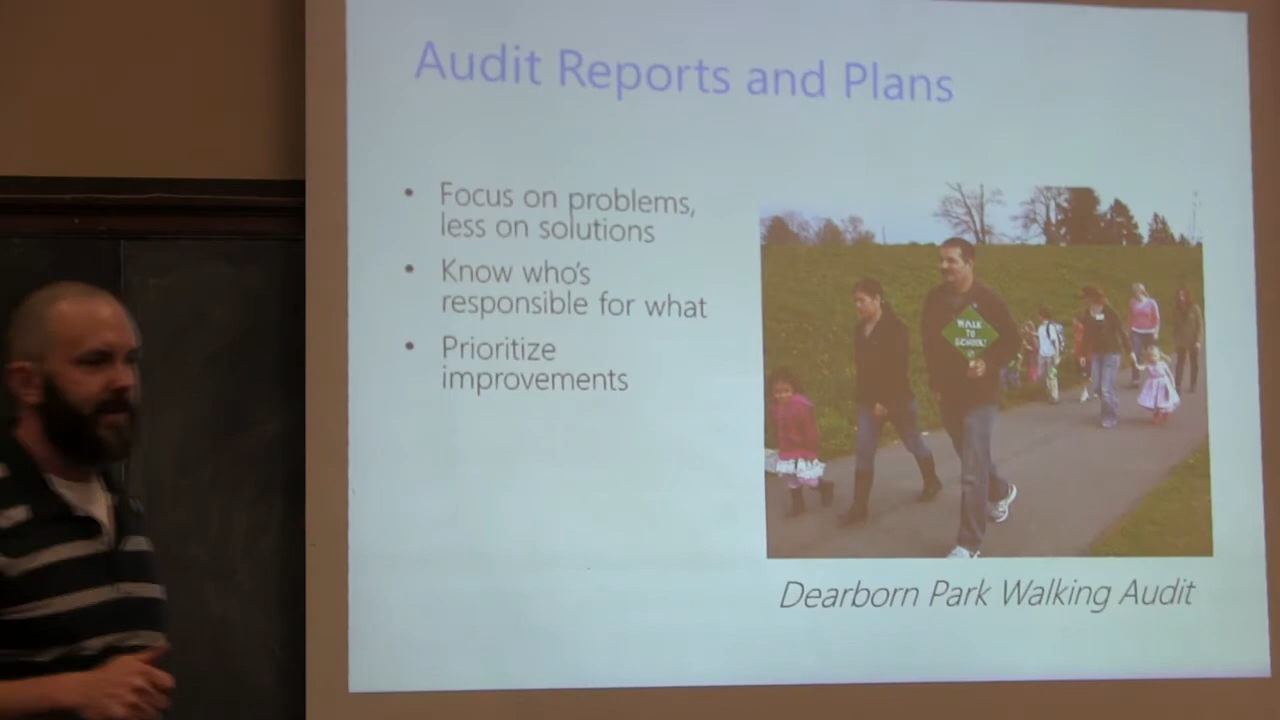 Audit Reports and Plans
• Focus on problems,
less on solutions
• Know who's
responsible for what
• Prioritize
improvements
WALK
TO
SCHOOL!
Dearborn Park Walking Audit